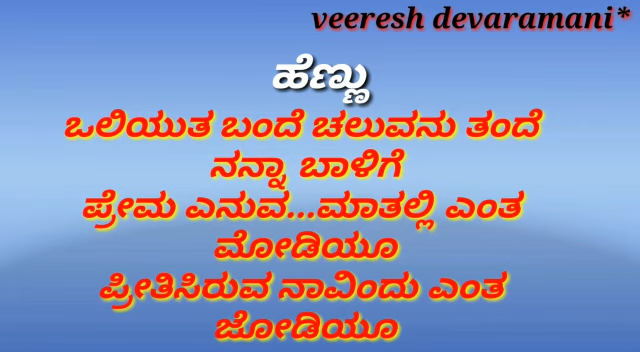 veeresh devaramani*
ಹೆಣ್ಣು
ಒಲಿಯುತ ಬಂದೆ ಚಲುವನು ತಂದೆ
ನನ್ನಾ ಬಾಳಿಗೆ
ಪ್ರೇಮ ಎನುವ...ಮಾತಲ್ಲಿ ಎಂತ
ಮೋಡಿಯೂ
ಪ್ರೀತಿಸಿರುವ ನಾವಿಂದು ಎಂತ
ಜೋಡಿಯೂ